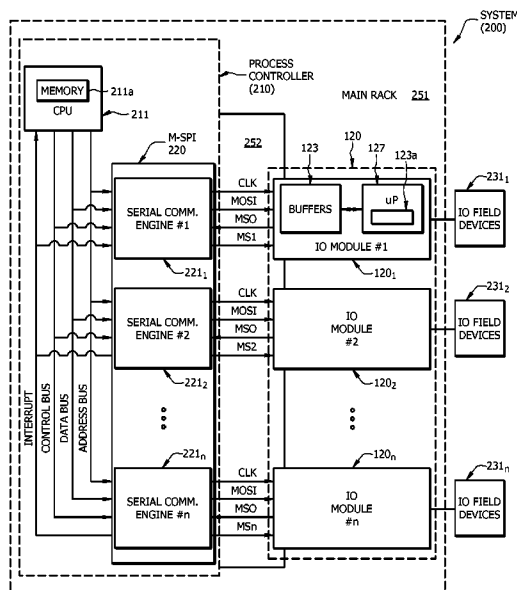 SYSTEM
(200)
PROCESS
CONTROLLER
(210)
MAIN RACK 251
MEMORY
211a
CPU
211
M-SPI
220
252
120
123
127
123a
CLK
MOSI
MSO
MS1
SERIAL COMM.
ENGINE #1
BUFFERS
uP
IO MODULE #1
231₁
IO FIELD
DEVICES
221₁
120₁
CLK
MOSI
MSO
MS2
SERIAL COMM.
ENGINE #2
IO
MODULE
#2
231₂
IO FIELD
DEVICES
221₂
120₂
INTERRUPT
CONTROL BUS
DATA BUS
ADDRESS BUS
221ₙ
120ₙ
CLK
MOSI
MSO
MSn
SERIAL COMM.
ENGINE #n
IO
MODULE
#n
231ₙ
IO FIELD
DEVICES